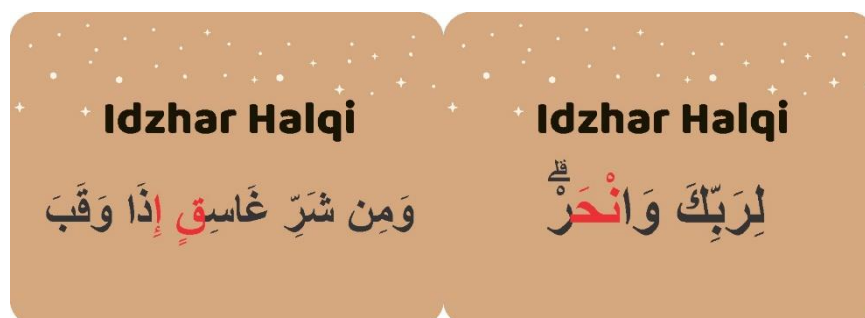 Idzhar Halqi
وَمِن شَرِّ غَاسِقٍ إِذَا وَقَبَ
Idzhar Halqi
لِرَبِّكَ وَانْحَرْۗ